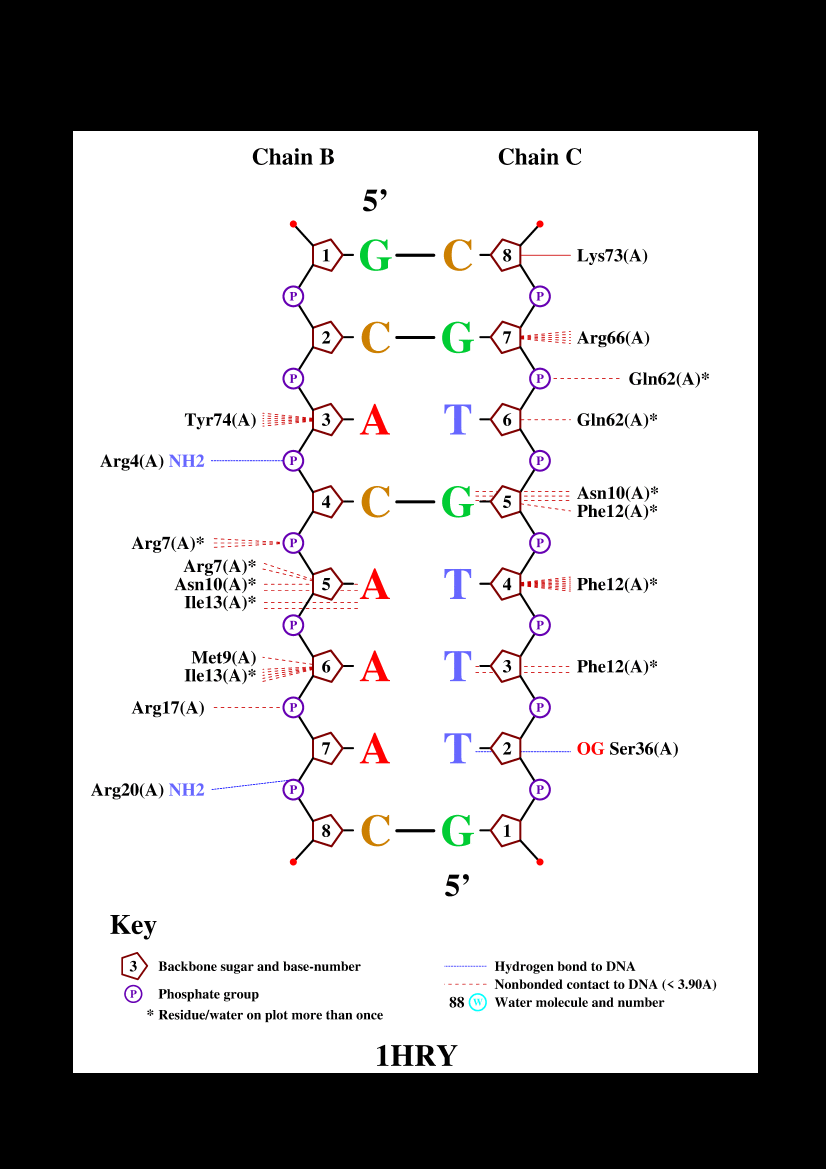 Chain B Chain C
5’
1 G C 8 Lys73(A)
P P
2 C G 7 Arg66(A)
P P Gln62(A)*
Tyr74(A) 3 A T 6 Gln62(A)*
Arg4(A) NH2 P P
4 C G 5 Asn10(A)*
Phe12(A)*
Arg7(A)* P P
Arg7(A)*
Asn10(A)* 5 A T 4 Phe12(A)*
Ile13(A)*
P P
Met9(A)
6 A T 3 Phe12(A)*
Ile13(A)*
Arg17(A) P P
7 A T 2 OG Ser36(A)
Arg20(A) NH2 P P
8 C G 1
5’
Key
3 Backbone sugar and base-number
P Phosphate group
* Residue/water on plot more than once
Hydrogen bond to DNA
Nonbonded contact to DNA (< 3.90A)
88 W Water molecule and number
1HRY